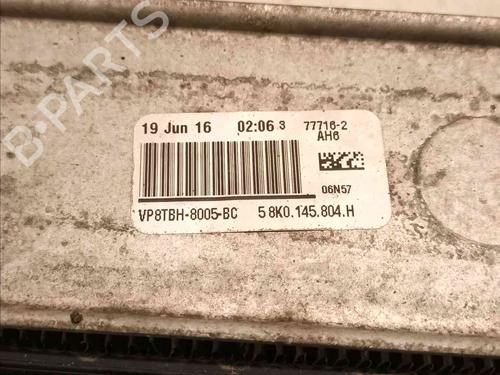 B-PARTS
19 Jun 16 02:06 3 77716-2
AH6
06N57
VP8TBH-8005-BC 5 8K0.145.804.H